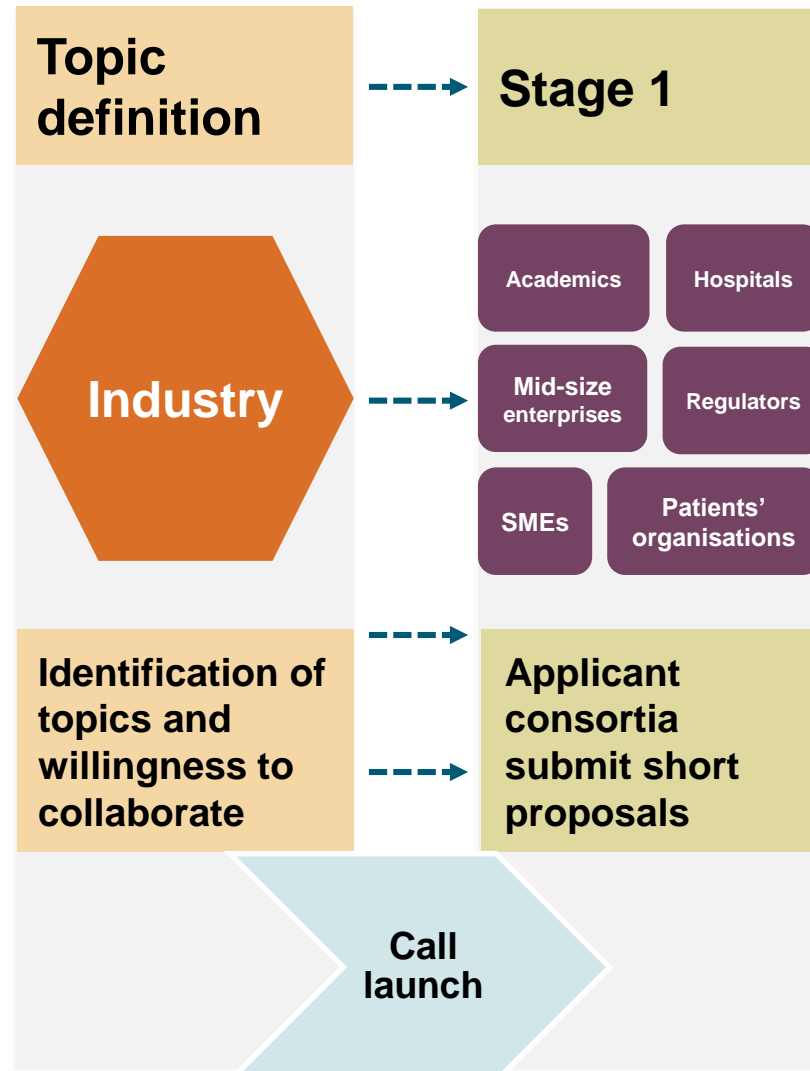 Topic
definition
Stage 1
Industry
Academics
Hospitals
Mid-size
enterprises
Regulators
SMEs
Patients’
organisations
Identification of
topics and
willingness to
collaborate
Applicant
consortia
submit short
proposals
Call
launch